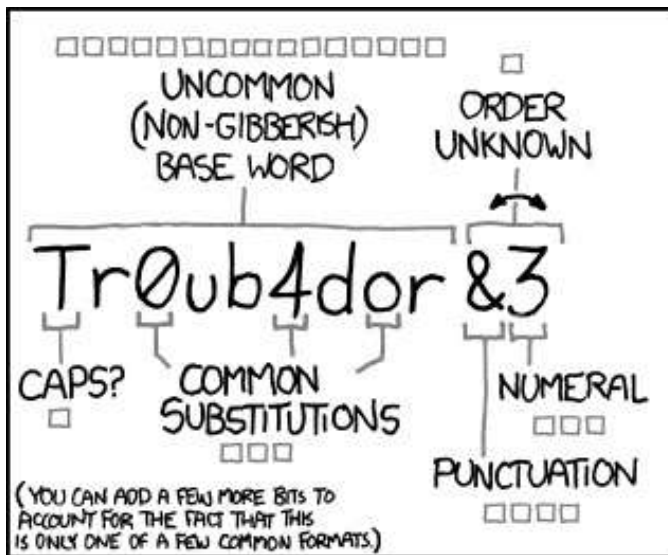 UNCOMMON
(NON-GIBBERISH)
BASE WORD
ORDER
UNKNOWN
Tr0ub4dor &3
CAPS?
COMMON
SUBSTITUTIONS
NUMERAL
PUNCTUATION
(YOU CAN ADD A FEW MORE BITS TO
ACCOUNT FOR THE FACT THAT THIS
IS ONLY ONE OF A FEW COMMON FORMATS.)